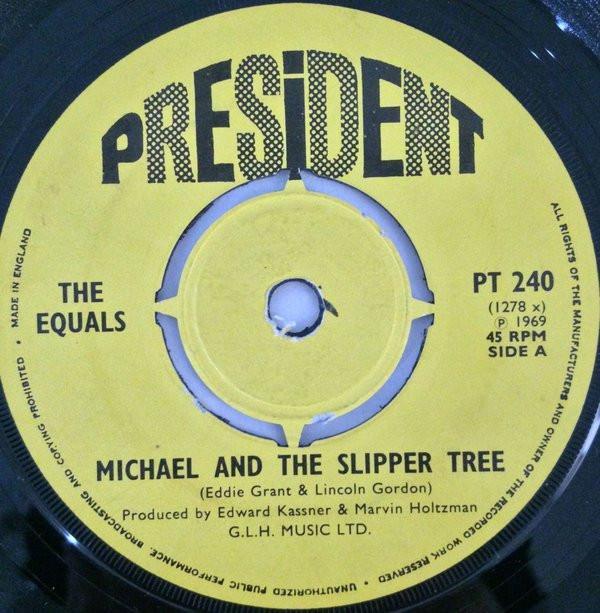 PRESiDENT
THE
EQUALS
PT 240
(1278 x)
℗ 1969
45 RPM
SIDE A
MICHAEL AND THE SLIPPER TREE
(Eddie Grant & Lincoln Gordon)
Produced by Edward Kassner & Marvin Holtzman
G.L.H. MUSIC LTD.
ALL RIGHTS OF THE MANUFACTURERS AND OWNER OF THE RECORDED WORK RESERVED • UNAUTHORIZED PUBLIC PERFORMANCE, BROADCASTING AND COPYING PROHIBITED • MADE IN ENGLAND